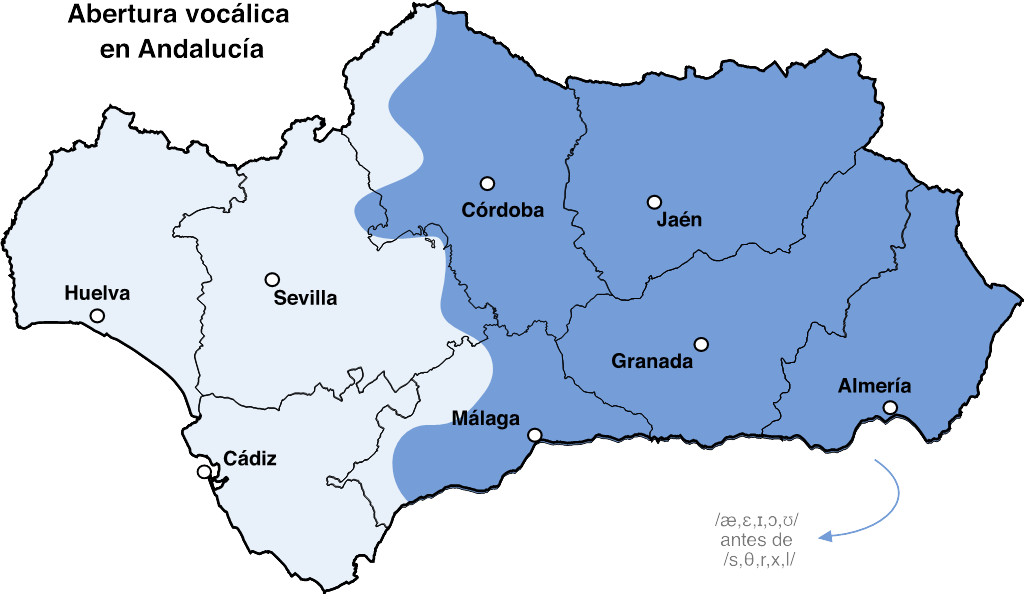 Abertura vocálica
en Andalucía
Córdoba
Jaén
Huelva
Sevilla
Granada
Almería
Málaga
Cádiz
/æ,ɛ,ɪ,ɔ,ʊ/
antes de
/s,θ,r,x,l/